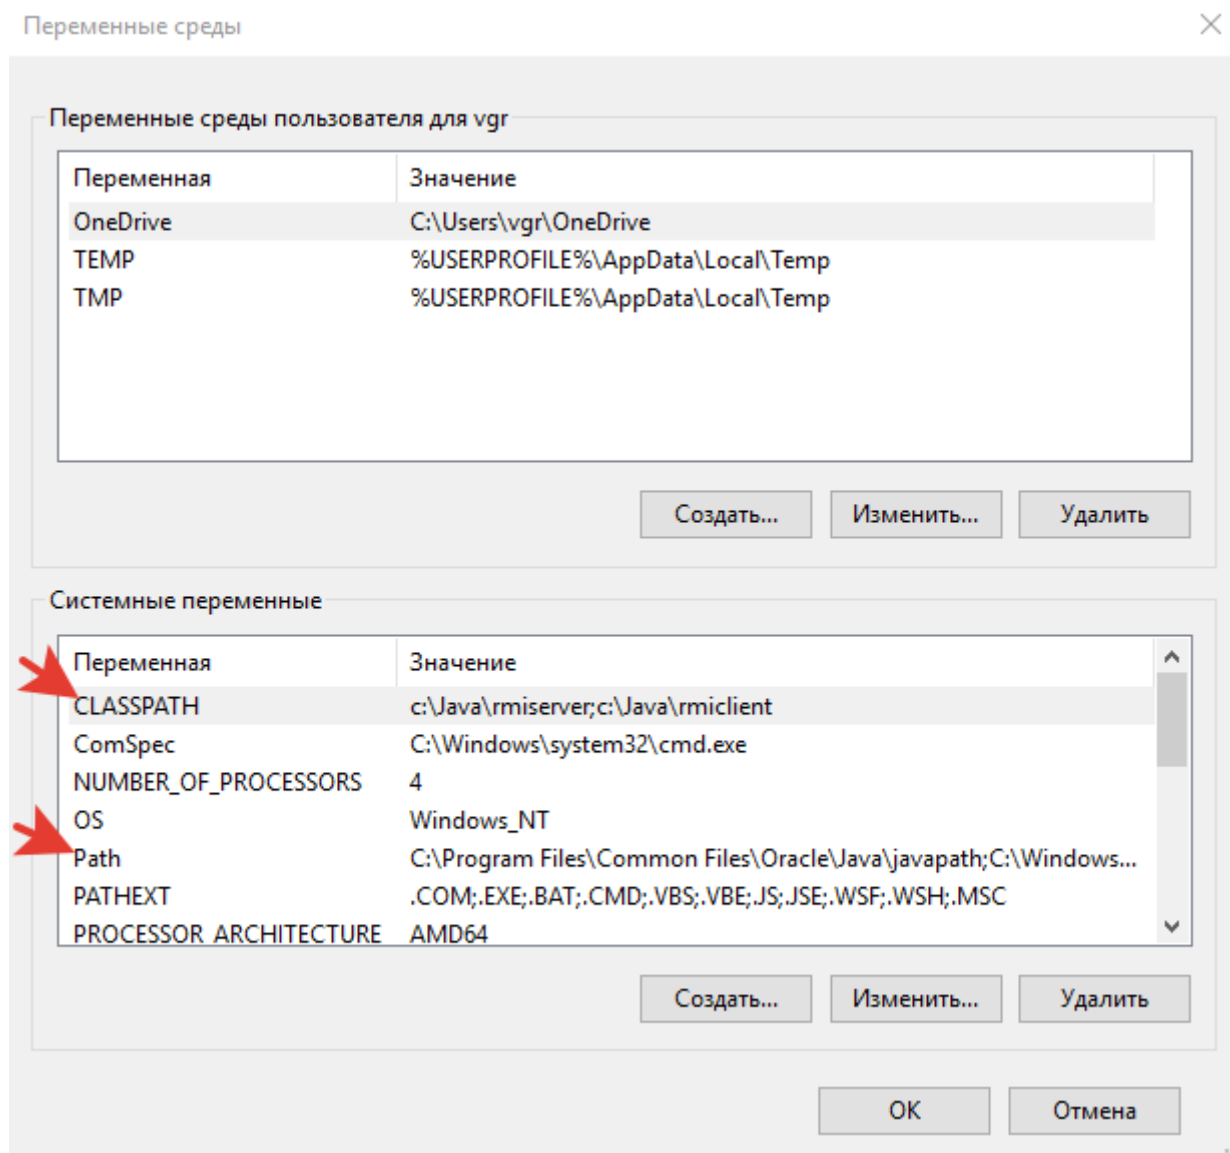 Переменные среды
Переменные среды пользователя для vgr
Переменная Значение
OneDrive C:\Users\vgr\OneDrive
TEMP %USERPROFILE%\AppData\Local\Temp
TMP %USERPROFILE%\AppData\Local\Temp
Создать... Изменить... Удалить
Системные переменные
Переменная Значение
CLASSPATH c:\Java\rmiserver;c:\Java\rmiclient
ComSpec C:\Windows\system32\cmd.exe
NUMBER_OF_PROCESSORS 4
OS Windows_NT
Path C:\Program Files\Common Files\Oracle\Java\javapath;C:\Windows...
PATHEXT .COM;.EXE;.BAT;.CMD;.VBS;.VBE;.JS;.JSE;.WSF;.WSH;.MSC
PROCESSOR_ARCHITECTURE AMD64
Создать... Изменить... Удалить
ОК Отмена